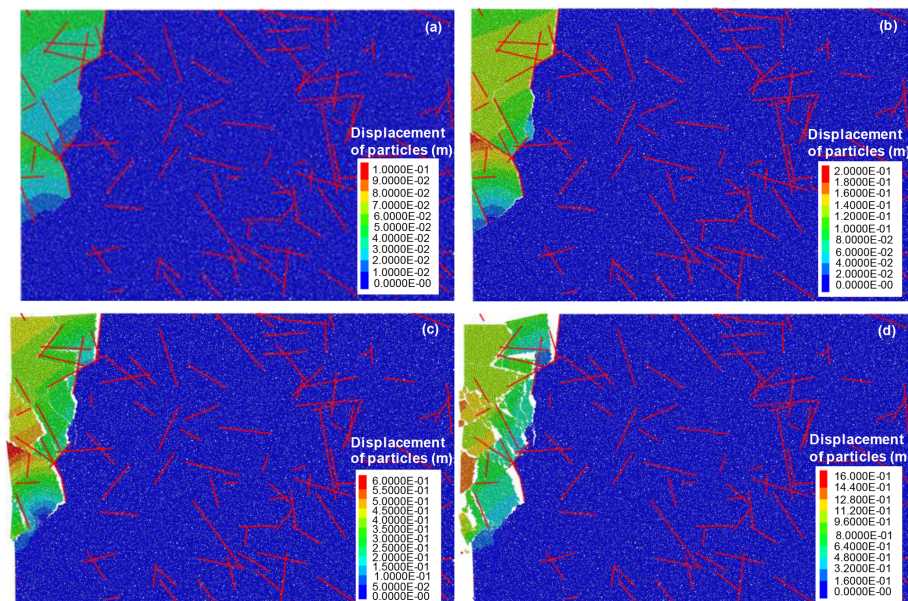 (a)
Displacement
of particles (m)
1.0000E-01
9.0000E-02
8.0000E-02
7.0000E-02
6.0000E-02
5.0000E-02
4.0000E-02
3.0000E-02
2.0000E-02
1.0000E-02
0.0000E-00
(b)
Displacement
of particles (m)
2.0000E-01
1.8000E-01
1.6000E-01
1.4000E-01
1.2000E-01
1.0000E-01
8.0000E-02
6.0000E-02
4.0000E-02
2.0000E-02
0.0000E-00
(c)
Displacement
of particles (m)
6.0000E-01
5.5000E-01
5.0000E-01
4.5000E-01
4.0000E-01
3.5000E-01
3.0000E-01
2.5000E-01
2.0000E-01
1.5000E-01
1.0000E-01
5.0000E-02
0.0000E-00
(d)
Displacement
of particles (m)
16.000E-01
14.400E-01
12.800E-01
11.200E-01
9.6000E-01
8.0000E-01
6.4000E-01
4.8000E-01
3.2000E-01
1.6000E-01
0.0000E-00